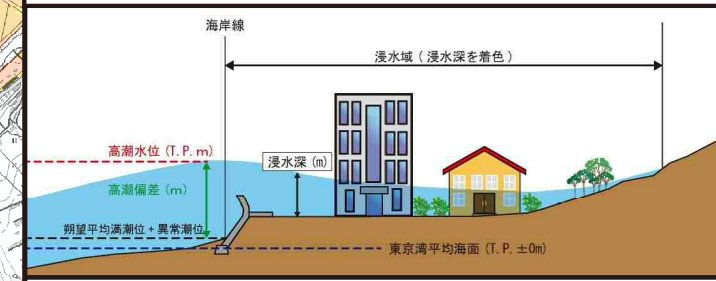 海岸線
浸水域 ( 浸水深を着色 )
高潮水位 (T.P. m)
浸水深 (m)
高潮偏差 (m)
朔望平均満潮位 + 異常潮位
東京湾平均海面 (T.P. ±0m)